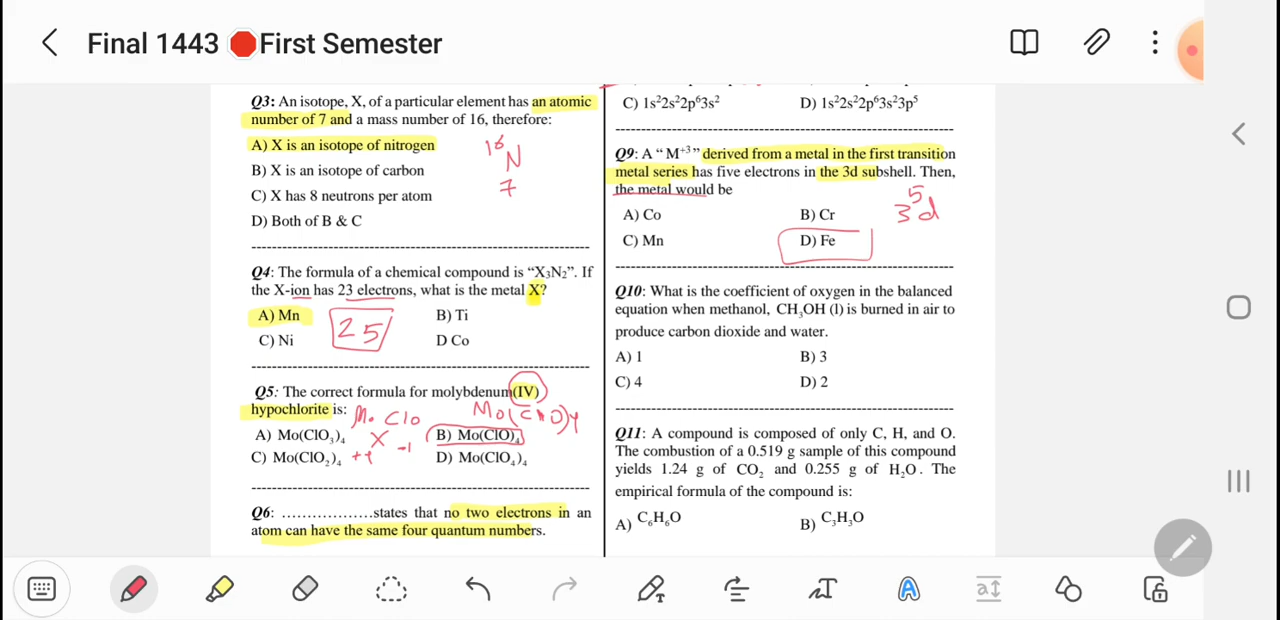 Final 1443 First Semester
Q3: An isotope, X, of a particular element has an atomic
number of 7 and a mass number of 16, therefore:
A) X is an isotope of nitrogen
B) X is an isotope of carbon
C) X has 8 neutrons per atom
D) Both of B & C
16
N
7
Q4: The formula of a chemical compound is “X₃N₂”. If
the X-ion has 23 electrons, what is the metal X?
A) Mn B) Ti
C) Ni D Co
25
Q5: The correct formula for molybdenum(IV)
hypochlorite is:
Mo ClO Mo(ClO)4
A) Mo(ClO₃)₄ B) Mo(ClO)₄
C) Mo(ClO₂)₄ D) Mo(ClO₄)₄
X -1
+4
Q6: ..................states that no two electrons in an
atom can have the same four quantum numbers.
C) 1s²2s²2p⁶3s² D) 1s²2s²2p⁶3s²3p⁵
Q9: A “ M⁺³” derived from a metal in the first transition
metal series has five electrons in the 3d subshell. Then,
the metal would be
A) Co B) Cr
C) Mn D) Fe
3d⁵
Q10: What is the coefficient of oxygen in the balanced
equation when methanol, CH₃OH (l) is burned in air to
produce carbon dioxide and water.
A) 1 B) 3
C) 4 D) 2
Q11: A compound is composed of only C, H, and O.
The combustion of a 0.519 g sample of this compound
yields 1.24 g of CO₂ and 0.255 g of H₂O. The
empirical formula of the compound is:
A) C₆H₆O B) C₃H₃O